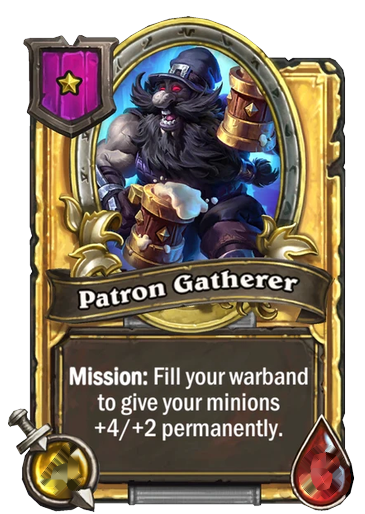 Patron Gatherer
Mission: Fill your warband
to give your minions
+4/+2 permanently.